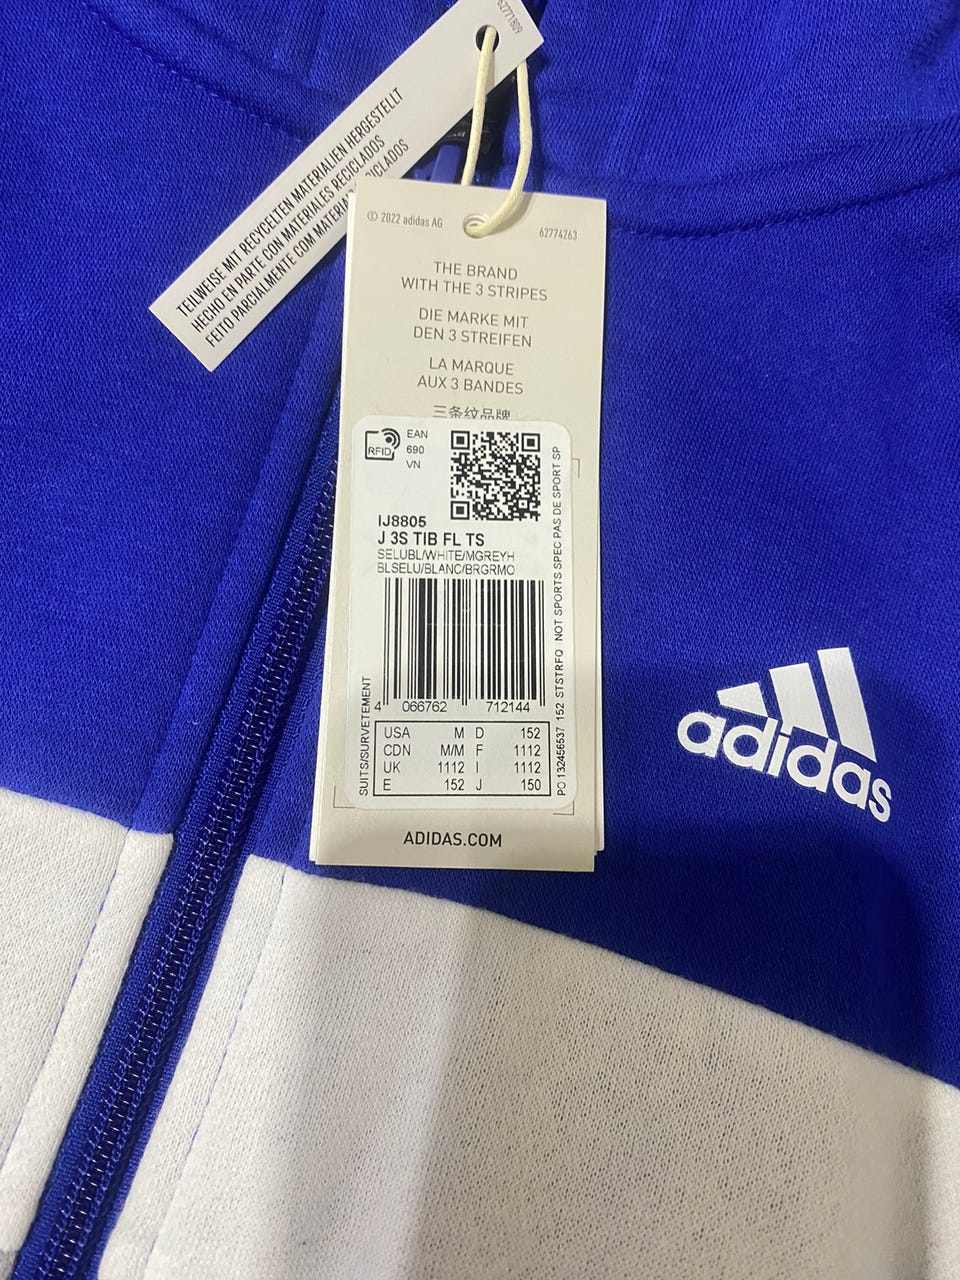 62771809
TEILWEISE MIT RECYCELTEN MATERIALIEN HERGESTELLT
HECHO EN PARTE CON MATERIALES RECICLADOS
FEITO PARCIALMENTE COM MATERIAIS RECICLADOS
© 2022 adidas AG
62774263
THE BRAND
WITH THE 3 STRIPES
DIE MARKE MIT
DEN 3 STREIFEN
LA MARQUE
AUX 3 BANDES
三条纹品牌
RFID
EAN
690
VN
IJ8805
J 3S TIB FL TS
SELUBL/WHITE/MGREYH
BLSELU/BLANC/BRGRMO
4 066762 712144
USA M D 152
CDN M/M F 1112
UK 1112 I 1112
E 152 J 150
SUITS/SURVETEMENT
PO 132456537 152 STSTRFQ NOT SPORTS SPEC PAS DE SPORT SP
ADIDAS.COM
adidas